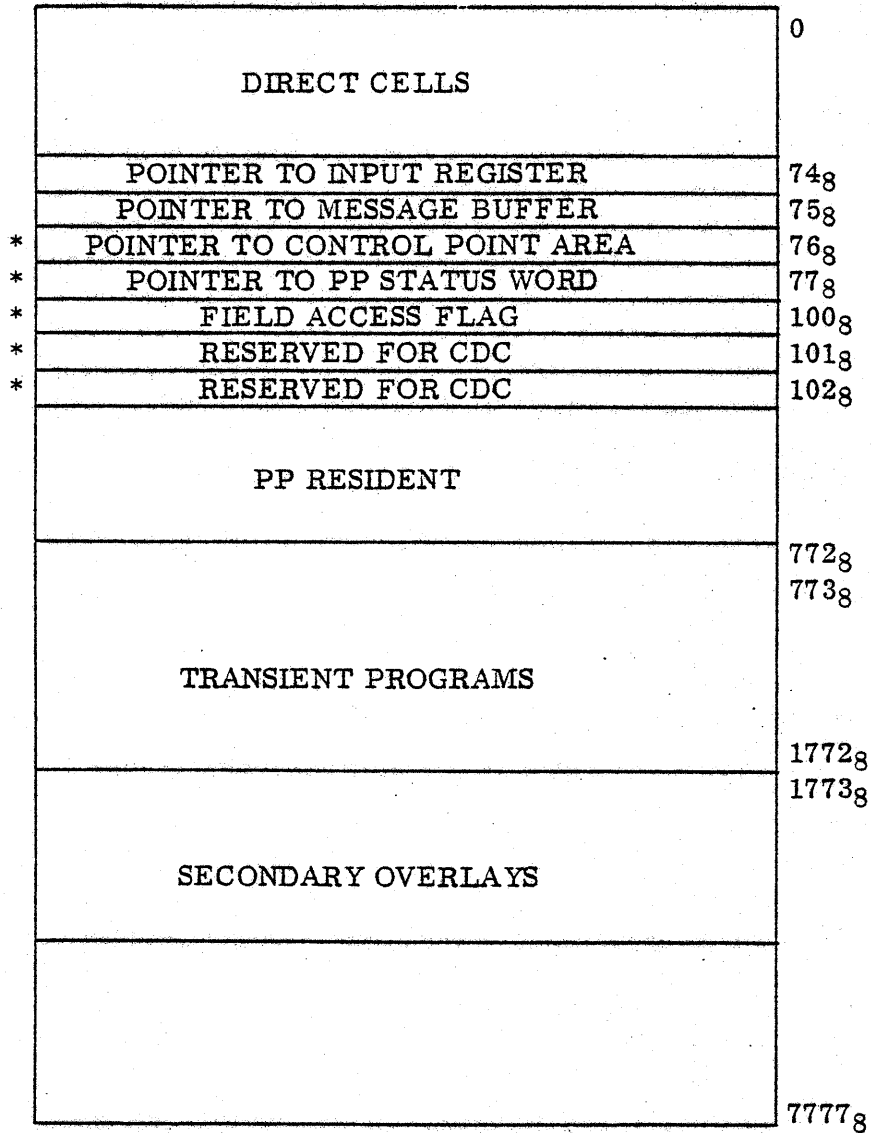 0
DIRECT CELLS
POINTER TO INPUT REGISTER 74₈
POINTER TO MESSAGE BUFFER 75₈
* POINTER TO CONTROL POINT AREA 76₈
* POINTER TO PP STATUS WORD 77₈
* FIELD ACCESS FLAG 100₈
* RESERVED FOR CDC 101₈
* RESERVED FOR CDC 102₈
PP RESIDENT
772₈
773₈
TRANSIENT PROGRAMS
1772₈
1773₈
SECONDARY OVERLAYS
7777₈